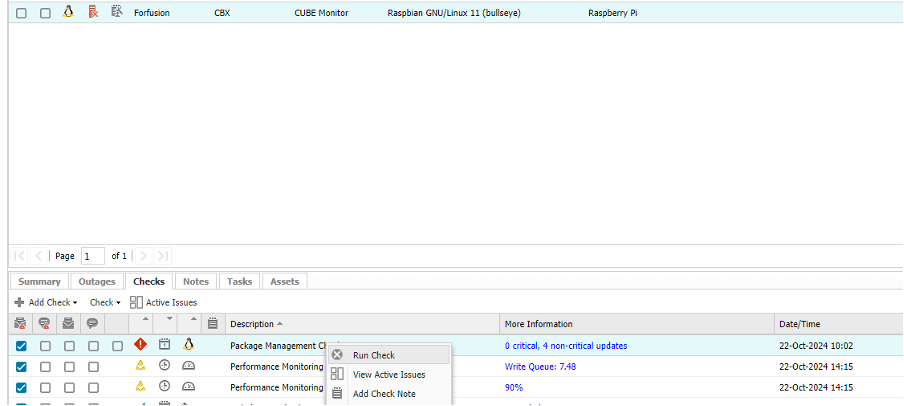 Forfusion CBX CUBE Monitor Raspbian GNU/Linux 11 (bullseye) Raspberry Pi
Page 1 of 1
Summary Outages Checks Notes Tasks Assets
Add Check Check Active Issues
Description More Information Date/Time
Package Management Ch 0 critical, 4 non-critical updates 22-Oct-2024 10:02
Run Check
Performance Monitoring Write Queue: 7.48 22-Oct-2024 14:15
View Active Issues
Performance Monitoring 90% 22-Oct-2024 14:15
Add Check Note